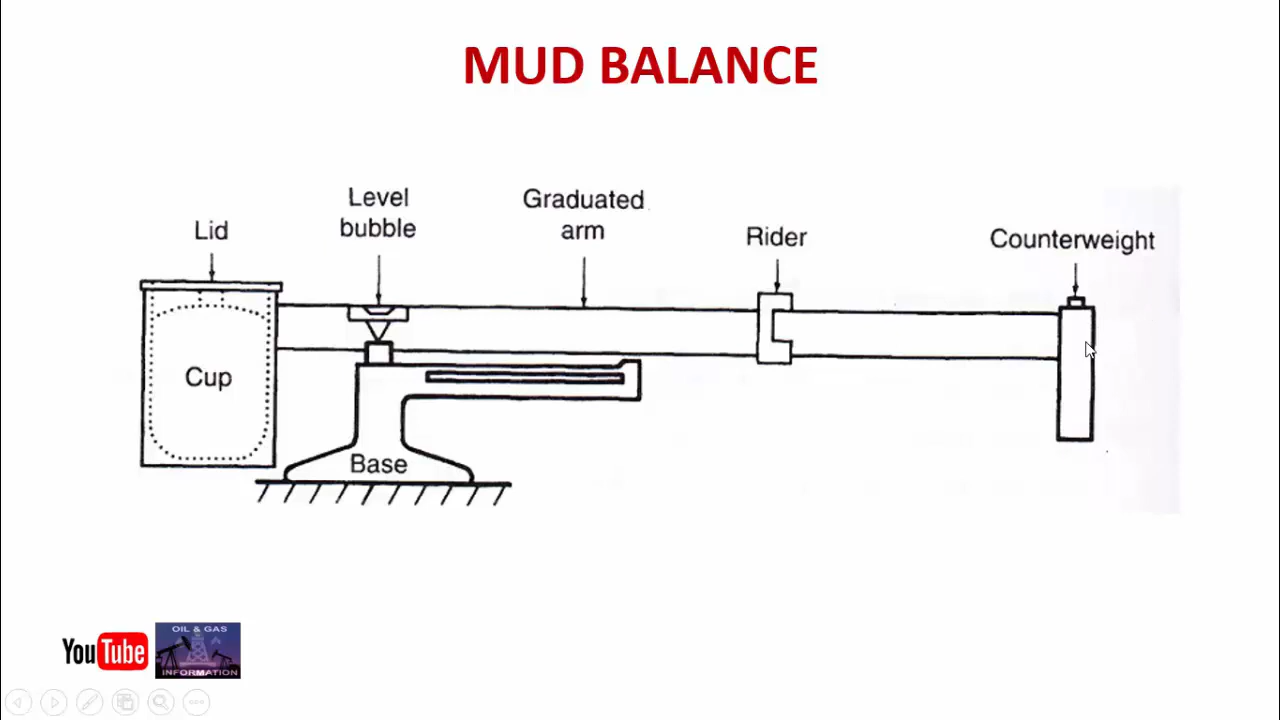 MUD BALANCE
Level
bubble
Graduated
arm
Lid
Rider
Counterweight
Cup
Base
YouTube
OIL & GAS
INFORMATION